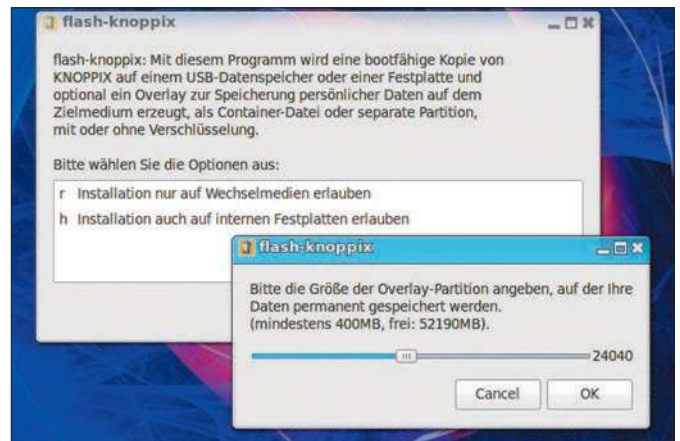 flash-knoppix
flash-knoppix: Mit diesem Programm wird eine bootfähige Kopie von
KNOPPIX auf einem USB-Datenspeicher oder einer Festplatte und
optional ein Overlay zur Speicherung persönlicher Daten auf dem
Zielmedium erzeugt, als Container-Datei oder separate Partition,
mit oder ohne Verschlüsselung.
Bitte wählen Sie die Optionen aus:
r Installation nur auf Wechselmedien erlauben
h Installation auch auf internen Festplatten erlauben
flash-knoppix
Bitte die Größe der Overlay-Partition angeben, auf der Ihre
Daten permanent gespeichert werden.
(mindestens 400MB, frei: 52190MB).
24040
Cancel OK